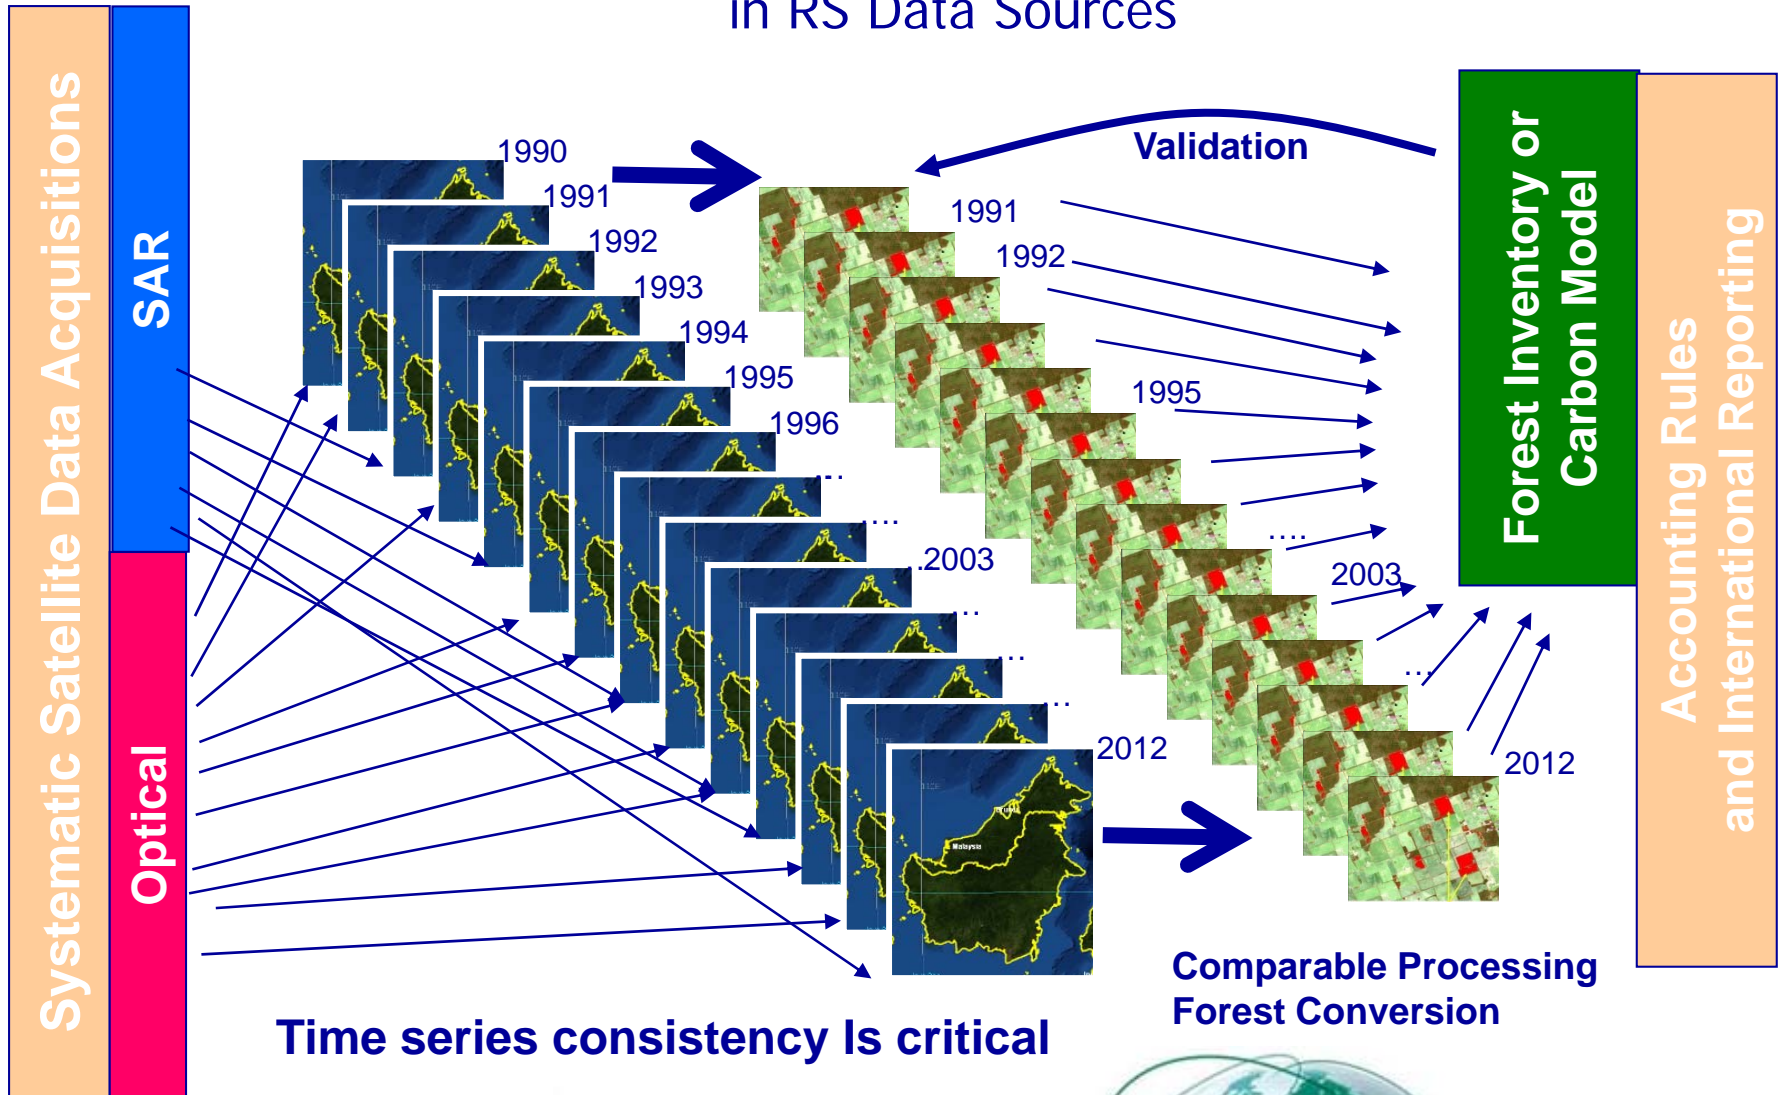 in RS Data Sources
Systematic Satellite Data Acquisitions
SAR
Optical
1990
1991
1992
1993
1994
1995
1996
....
....
..2003
...
...
...
2012
Validation
1991
1992
1995
....
2003
...
2012
Forest Inventory or
Carbon Model
Accounting Rules
and International Reporting
Malaysia
Comparable Processing
Forest Conversion
Time series consistency Is critical